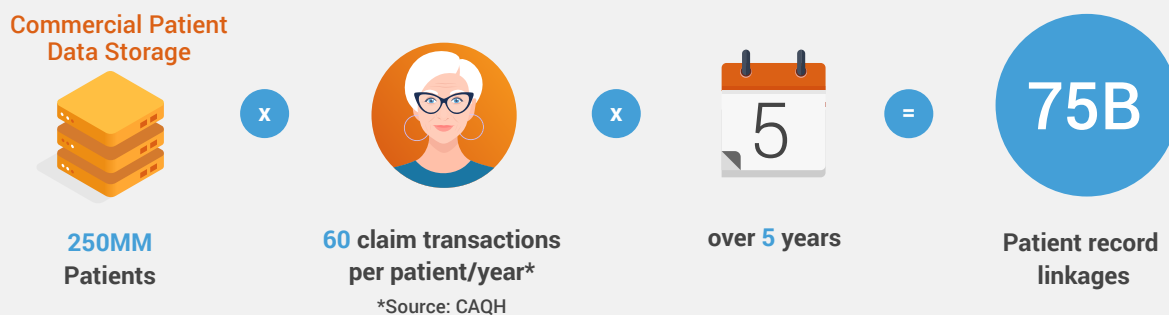 Commercial Patient
Data Storage
x
x
5
=
75B
250MM
Patients
60 claim transactions
per patient/year*
*Source: CAQH
over 5 years
Patient record
linkages